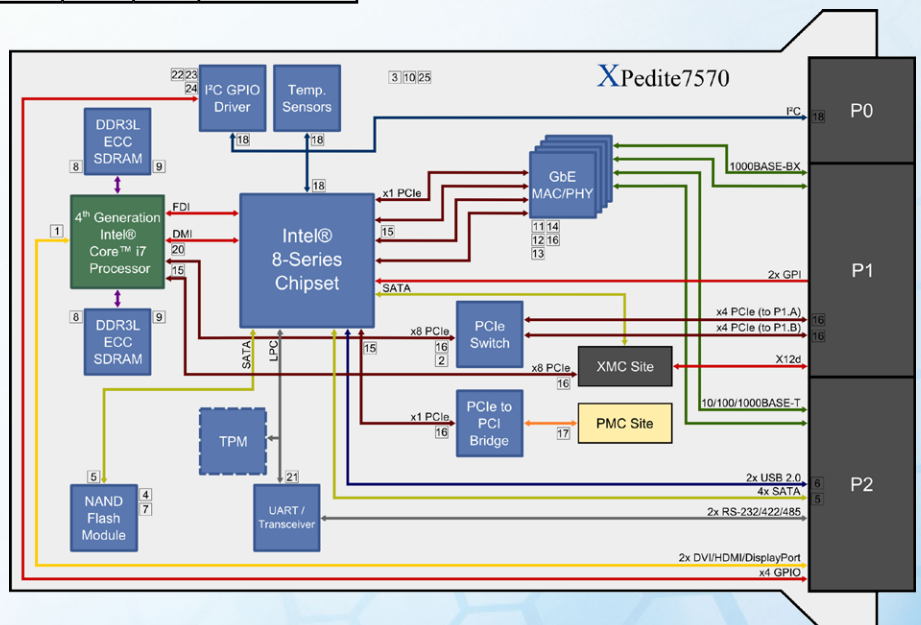 XPedite7570
22 23
24
I²C GPIO
Driver
Temp.
Sensors
3 10 25
I²C
18
P0
DDR3L
ECC
SDRAM
8
9
18
18
18
GbE
MAC/PHY
1000BASE-BX
x1 PCIe
4th Generation
Intel®
Core™ i7
Processor
1
FDI
DMI
20
15
Intel®
8-Series
Chipset
15
11 14
12 16
13
2x GPI
P1
SATA
8
9
DDR3L
ECC
SDRAM
x8 PCIe
16
2
PCIe
Switch
x4 PCIe (to P1.A)
16
x4 PCIe (to P1.B)
16
SATA
LPC
15
x8 PCIe
16
XMC Site
X12d
x1 PCIe
16
PCIe to
PCI
Bridge
17
PMC Site
10/100/1000BASE-T
TPM
5
4
7
NAND
Flash
Module
21
UART /
Transceiver
2x USB 2.0
6
4x SATA
5
P2
2x RS-232/422/485
2x DVI/HDMI/DisplayPort
x4 GPIO